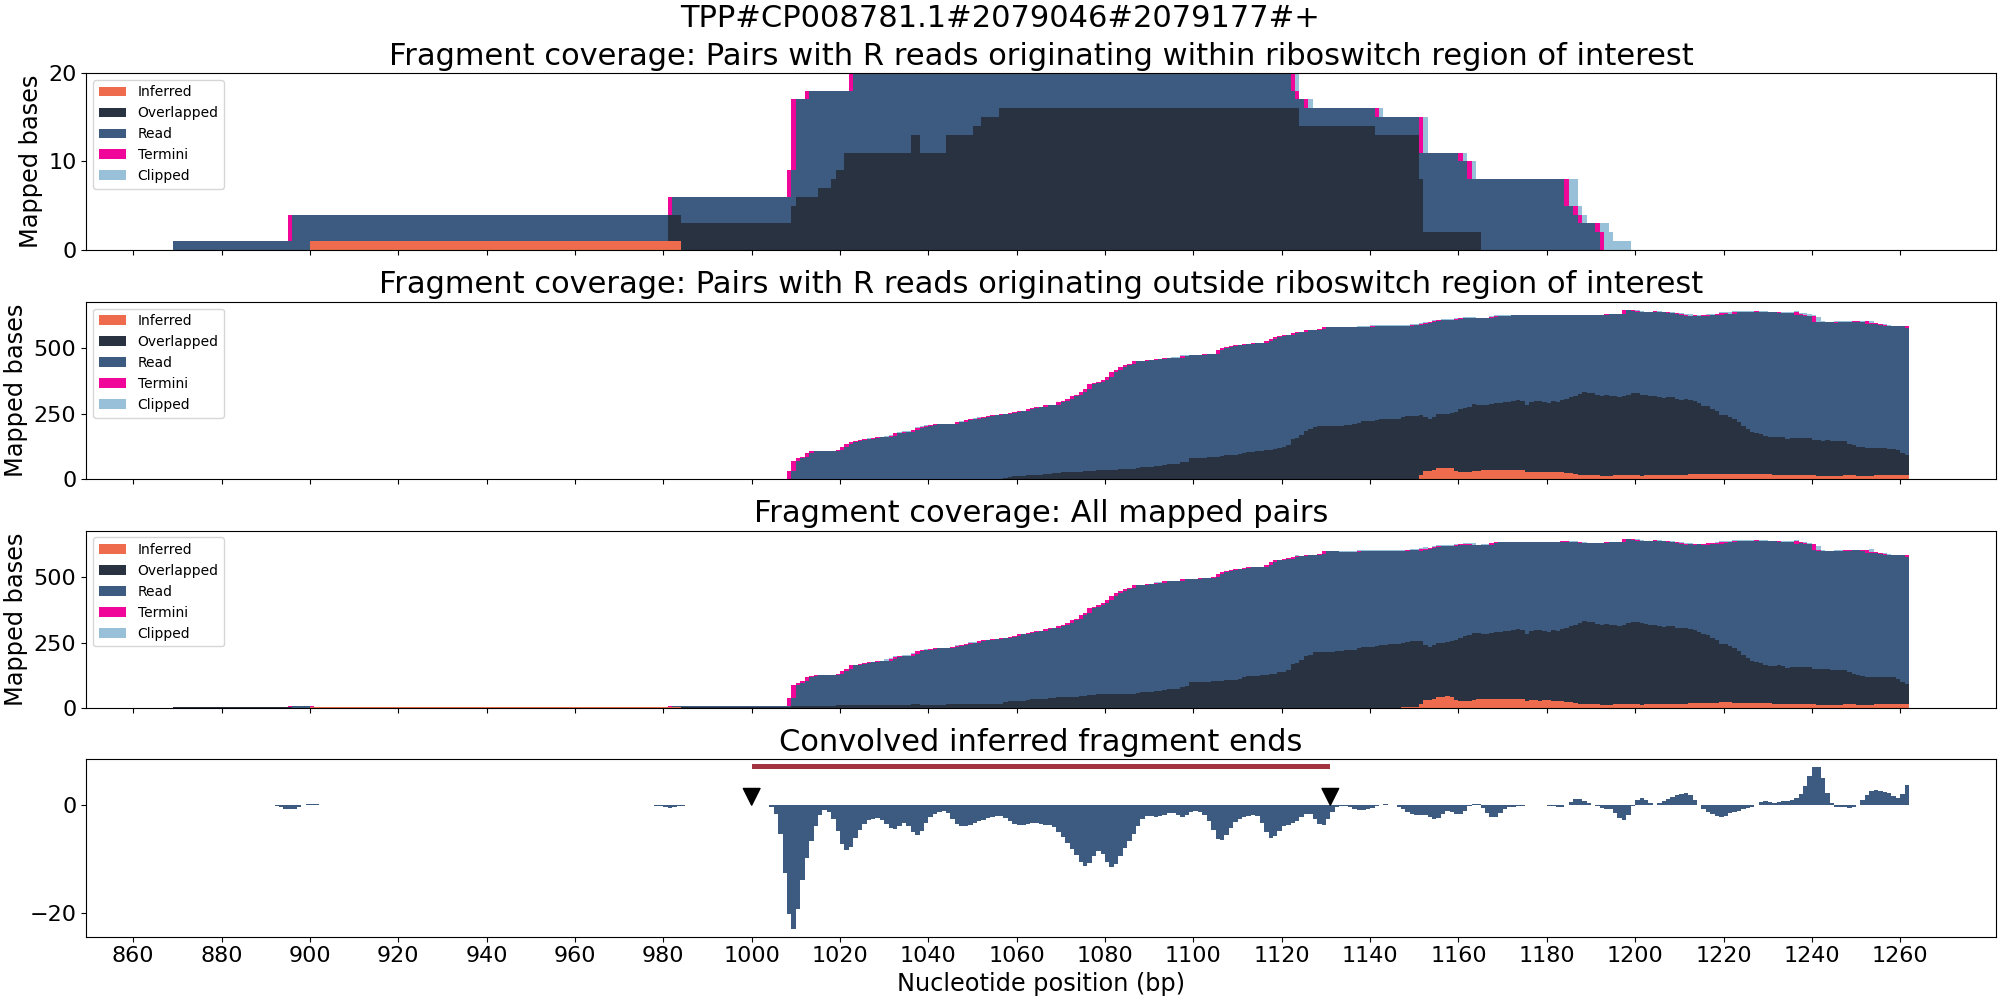 TPP#CP008781.1#2079046#2079177#+
Fragment coverage: Pairs with R reads originating within riboswitch region of interest
Mapped bases
20
10
0
Inferred
Overlapped
Read
Termini
Clipped
Fragment coverage: Pairs with R reads originating outside riboswitch region of interest
Mapped bases
500
250
0
Inferred
Overlapped
Read
Termini
Clipped
Fragment coverage: All mapped pairs
Mapped bases
500
250
0
Inferred
Overlapped
Read
Termini
Clipped
Convolved inferred fragment ends
0
−20
860 880 900 920 940 960 980 1000 1020 1040 1060 1080 1100 1120 1140 1160 1180 1200 1220 1240 1260
Nucleotide position (bp)